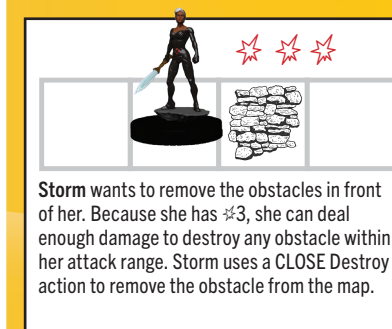 Storm wants to remove the obstacles in front
of her. Because she has 3, she can deal
enough damage to destroy any obstacle within
her attack range. Storm uses a CLOSE Destroy
action to remove the obstacle from the map.